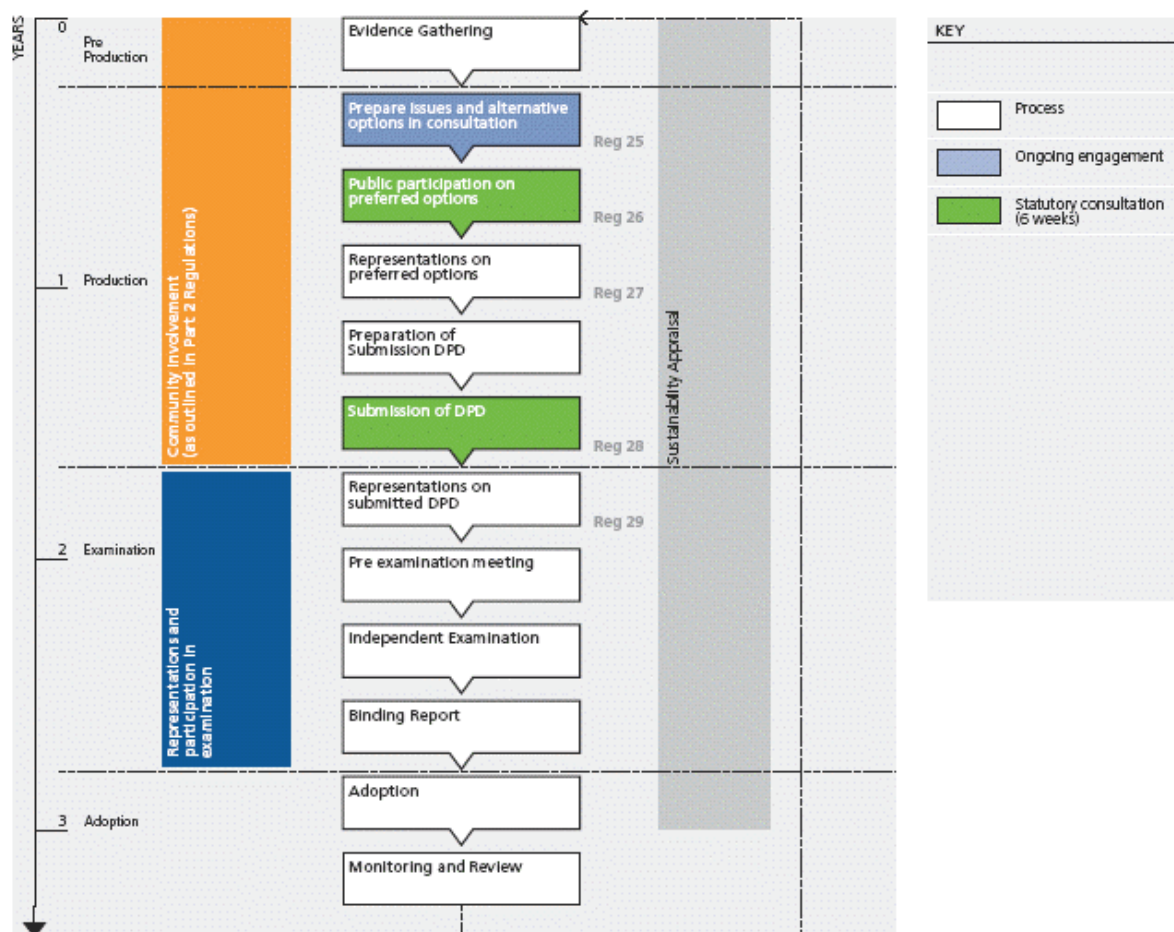 YEARS
0
Pre
Production
Evidence Gathering
Prepare issues and alternative
options in consultation
Reg 25
Public participation on
preferred options
Reg 26
Community Involvement
(as outlined in Part 2 Regulations)
1
Production
Representations on
preferred options
Reg 27
Preparation of
Submission DPD
Sustainability Appraisal
Submission of DPD
Reg 28
Representations on
submitted DPD
Reg 29
2
Examination
Pre examination meeting
Representations and
participation in
examination
Independent Examination
Binding Report
Adoption
3
Adoption
Monitoring and Review
KEY
Process
Ongoing engagement
Statutory consultation
(6 weeks)